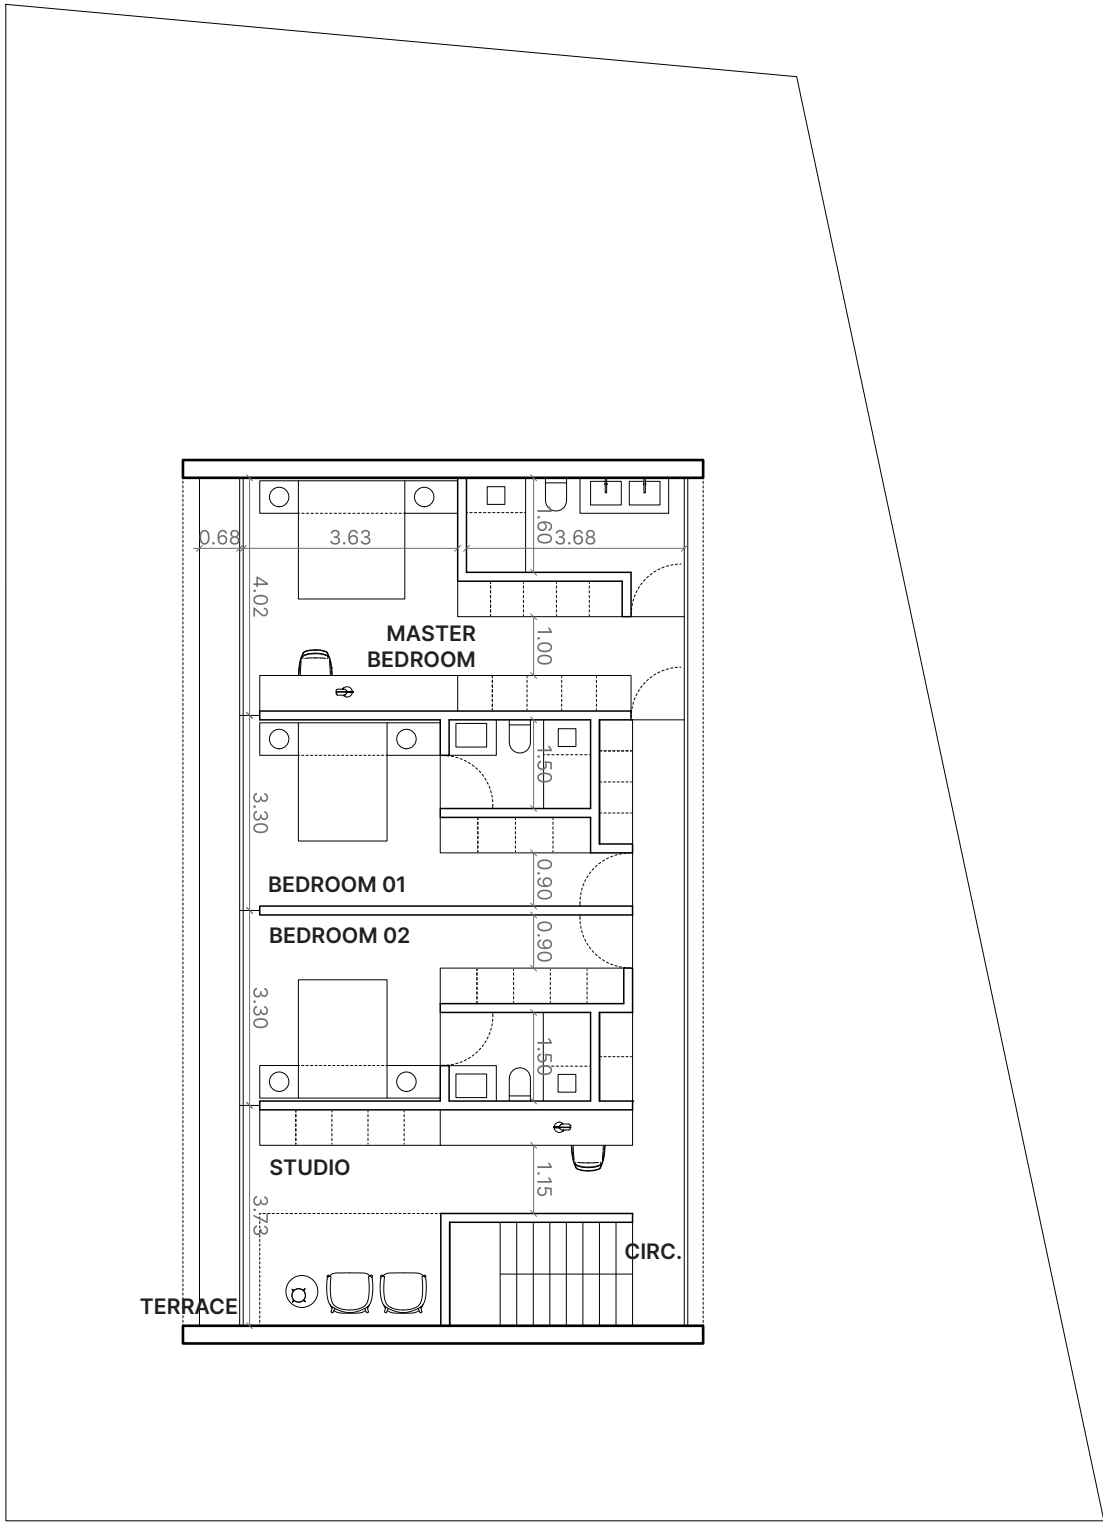 1.60
0.68
3.63
3.68
4.02
MASTER
BEDROOM
1.00
1.50
3.30
BEDROOM 01
0.90
BEDROOM 02
0.90
3.30
1.50
STUDIO
1.15
3.73
CIRC.
TERRACE